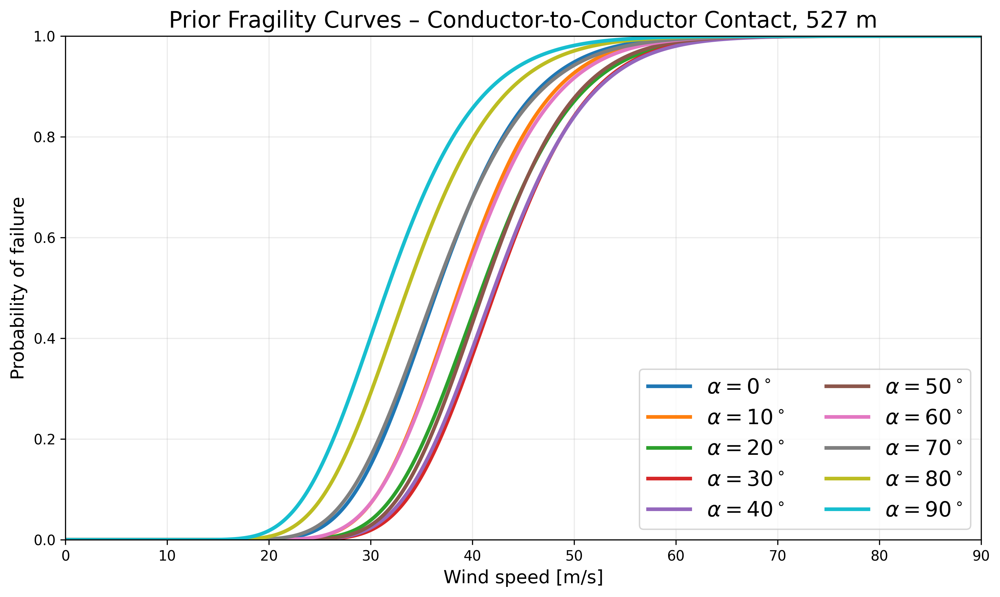 Prior Fragility Curves – Conductor-to-Conductor Contact, 527 m
Probability of failure
1.0
0.8
0.6
0.4
0.2
0.0
0 10 20 30 40 50 60 70 80 90
Wind speed [m/s]
α = 0°
α = 10°
α = 20°
α = 30°
α = 40°
α = 50°
α = 60°
α = 70°
α = 80°
α = 90°